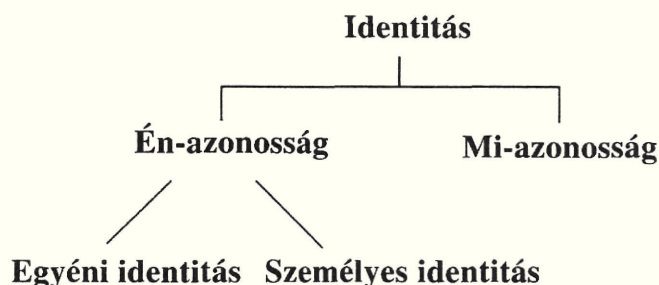 Identitás
Én-azonosság Mi-azonosság
Egyéni identitás Személyes identitás